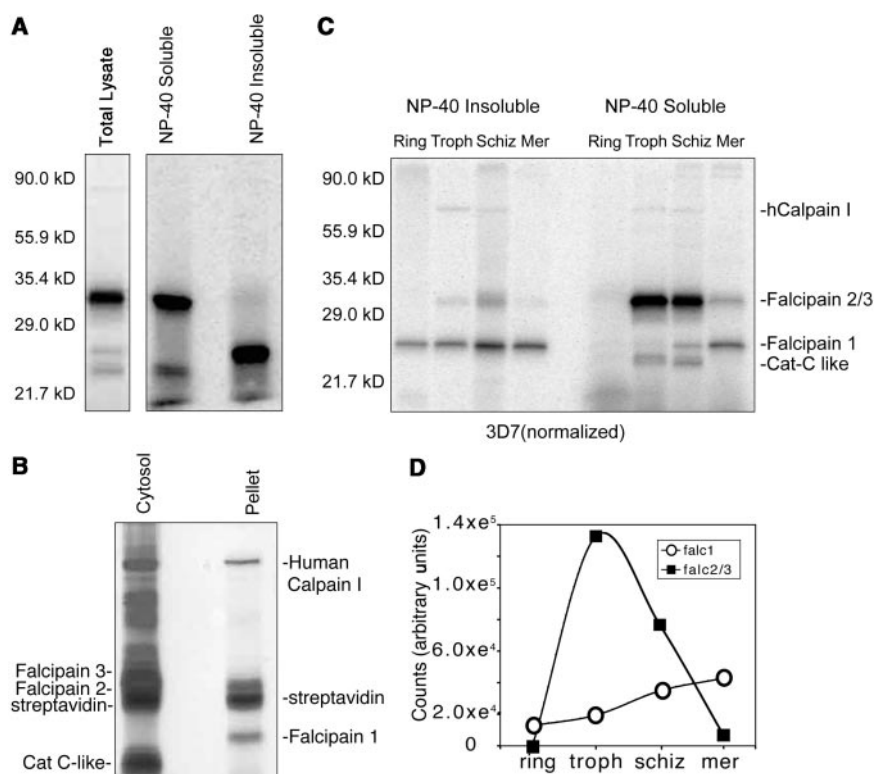 A
Total Lysate
NP-40 Soluble
NP-40 Insoluble
90.0 kD
55.9 kD
35.4 kD
29.0 kD
21.7 kD
B
Cytosol
Pellet
Falcipain 3-
Falcipain 2-
streptavidin-
Cat C-like-
-Human
Calpain I
-streptavidin
-Falcipain 1
C
NP-40 Insoluble
NP-40 Soluble
Ring Troph Schiz Mer
Ring Troph Schiz Mer
90.0 kD
55.9 kD
35.4 kD
29.0 kD
21.7 kD
-hCalpain I
-Falcipain 2/3
-Falcipain 1
-Cat-C like
3D7(normalized)
D
Counts (arbitrary units)
1.4xe⁵
1.0xe⁵
6.0xe⁴
2.0xe⁴
0
falc1
falc2/3
ring troph schiz mer